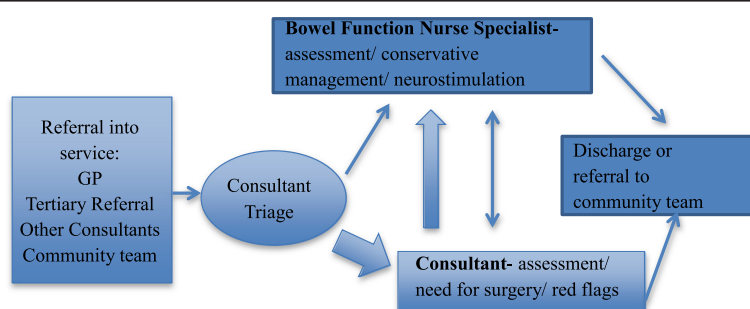 Bowel Function Nurse Specialist-
assessment/ conservative
management/ neurostimulation
Referral into
service:
GP
Tertiary Referral
Other Consultants
Community team
Consultant
Triage
Discharge or
referral to
community team
Consultant- assessment/
need for surgery/ red flags